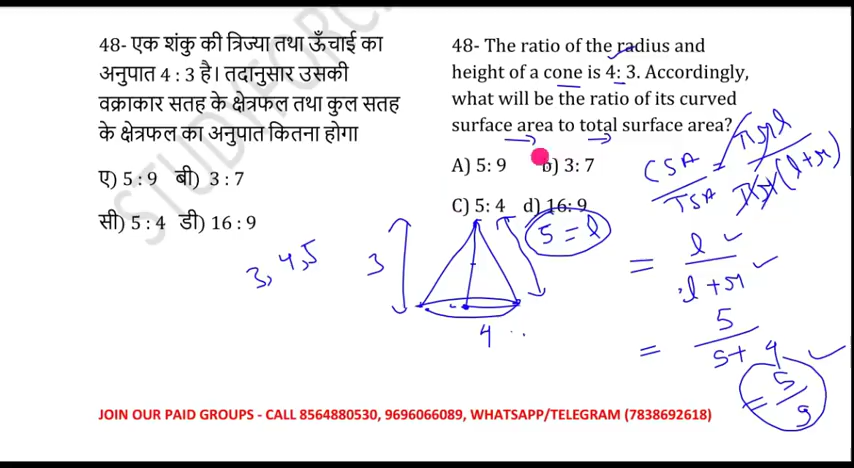 48- एक शंकु की त्रिज्या तथा ऊँचाई का
अनुपात 4 : 3 है। तदानुसार उसकी
वक्राकार सतह के क्षेत्रफल तथा कुल सतह
के क्षेत्रफल का अनुपात कितना होगा
ए) 5 : 9 बी) 3 : 7
सी) 5 : 4 डी) 16 : 9
48- The ratio of the radius and
height of a cone is 4: 3. Accordingly,
what will be the ratio of its curved
surface area to total surface area?
A) 5: 9 b) 3: 7
C) 5: 4 d) 16: 9
3, 4, 5
3
4
5 = l
CSA/TSA = πrl/πr(l+r)
= l/l+r
= 5/5+4
= 5/9
JOIN OUR PAID GROUPS - CALL 8564880530, 9696066089, WHATSAPP/TELEGRAM (7838692618)